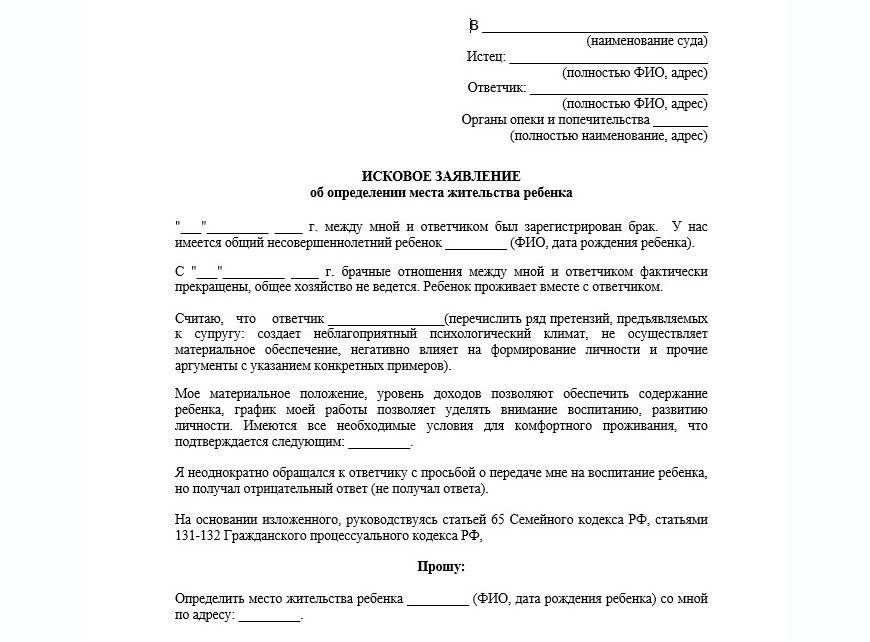 В ________________________________
(наименование суда)
Истец: ____________________________
(полностью ФИО, адрес)
Ответчик: _________________________
(полностью ФИО, адрес)
Органы опеки и попечительства ________
(полностью наименование, адрес)
ИСКОВОЕ ЗАЯВЛЕНИЕ
об определении места жительства ребенка
"___"_________ ____ г. между мной и ответчиком был зарегистрирован брак. У нас
имеется общий несовершеннолетний ребенок _________ (ФИО, дата рождения ребенка).
С "___"_________ ____ г. брачные отношения между мной и ответчиком фактически
прекращены, общее хозяйство не ведется. Ребенок проживает вместе с ответчиком.
Считаю, что ответчик _________________(перечислить ряд претензий, предъявляемых
к супругу: создает неблагоприятный психологический климат, не осуществляет
материальное обеспечение, негативно влияет на формирование личности и прочие
аргументы с указанием конкретных примеров).
Мое материальное положение, уровень доходов позволяют обеспечить содержание
ребенка, график моей работы позволяет уделять внимание воспитанию, развитию
личности. Имеются все необходимые условия для комфортного проживания, что
подтверждается следующим: _________.
Я неоднократно обращался к ответчику с просьбой о передаче мне на воспитание ребенка,
но получал отрицательный ответ (не получал ответа).
На основании изложенного, руководствуясь статьей 65 Семейного кодекса РФ, статьями
131-132 Гражданского процессуального кодекса РФ,
Прошу:
Определить место жительства ребенка _________ (ФИО, дата рождения ребенка) со мной
по адресу: _________.